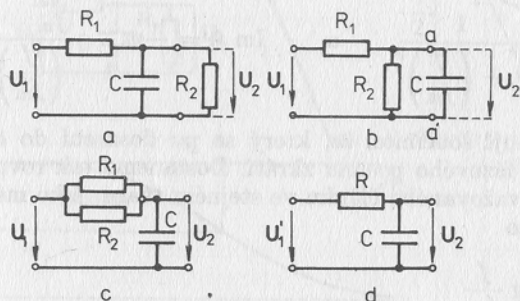 R₁ C R₂ U₁ U₂
a
R₁ a R₂ C U₁ U₂ a'
b
R₁ R₂ C U₁ U₂
c
R C U₁' U₂
d